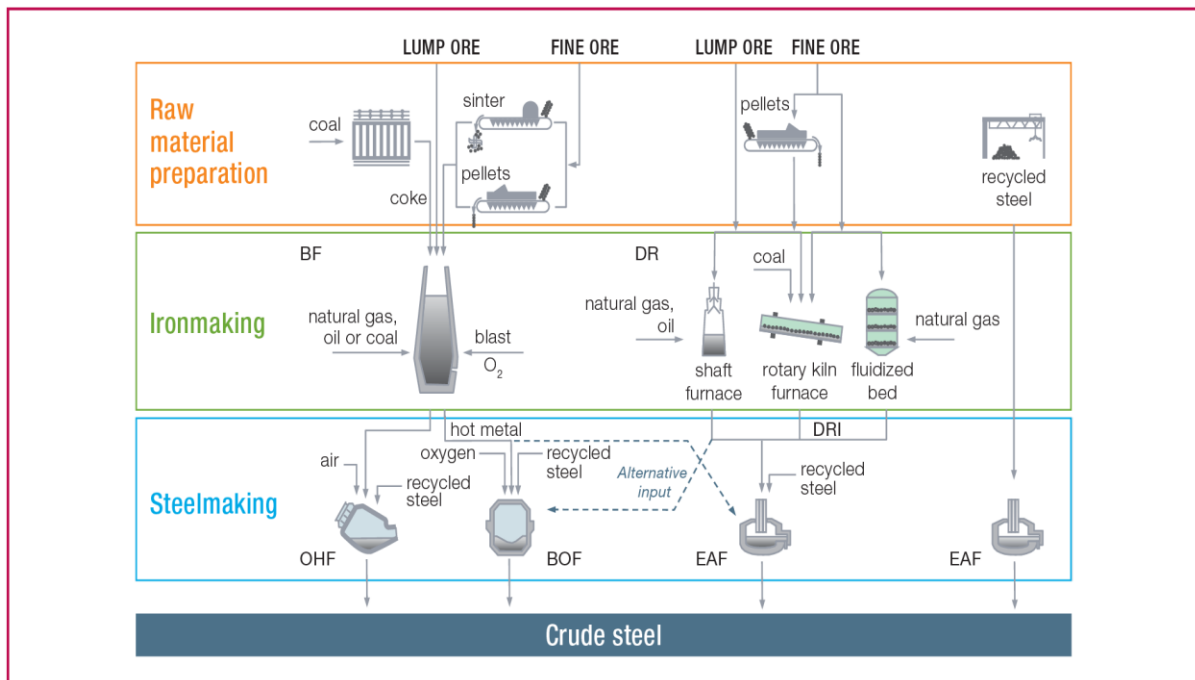 LUMP ORE
FINE ORE
LUMP ORE
FINE ORE
Raw
material
preparation
coal
sinter
pellets
coke
pellets
recycled
steel
Ironmaking
BF
natural gas,
oil or coal
blast
O₂
DR
coal
natural gas,
oil
natural gas
shaft
furnace
rotary kiln
furnace
fluidized
bed
Steelmaking
hot metal
air
recycled
steel
oxygen
recycled
steel
Alternative
input
DRI
recycled
steel
OHF
BOF
EAF
EAF
Crude steel